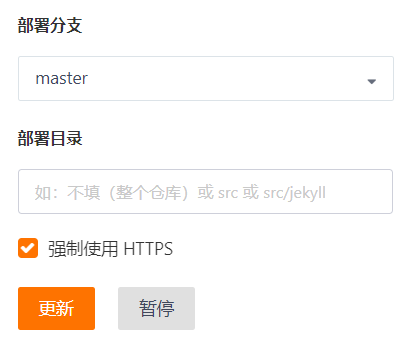 部署分支
master
部署目录
如：不填（整个仓库）或 src 或 src/jekyll
强制使用 HTTPS
更新 暂停